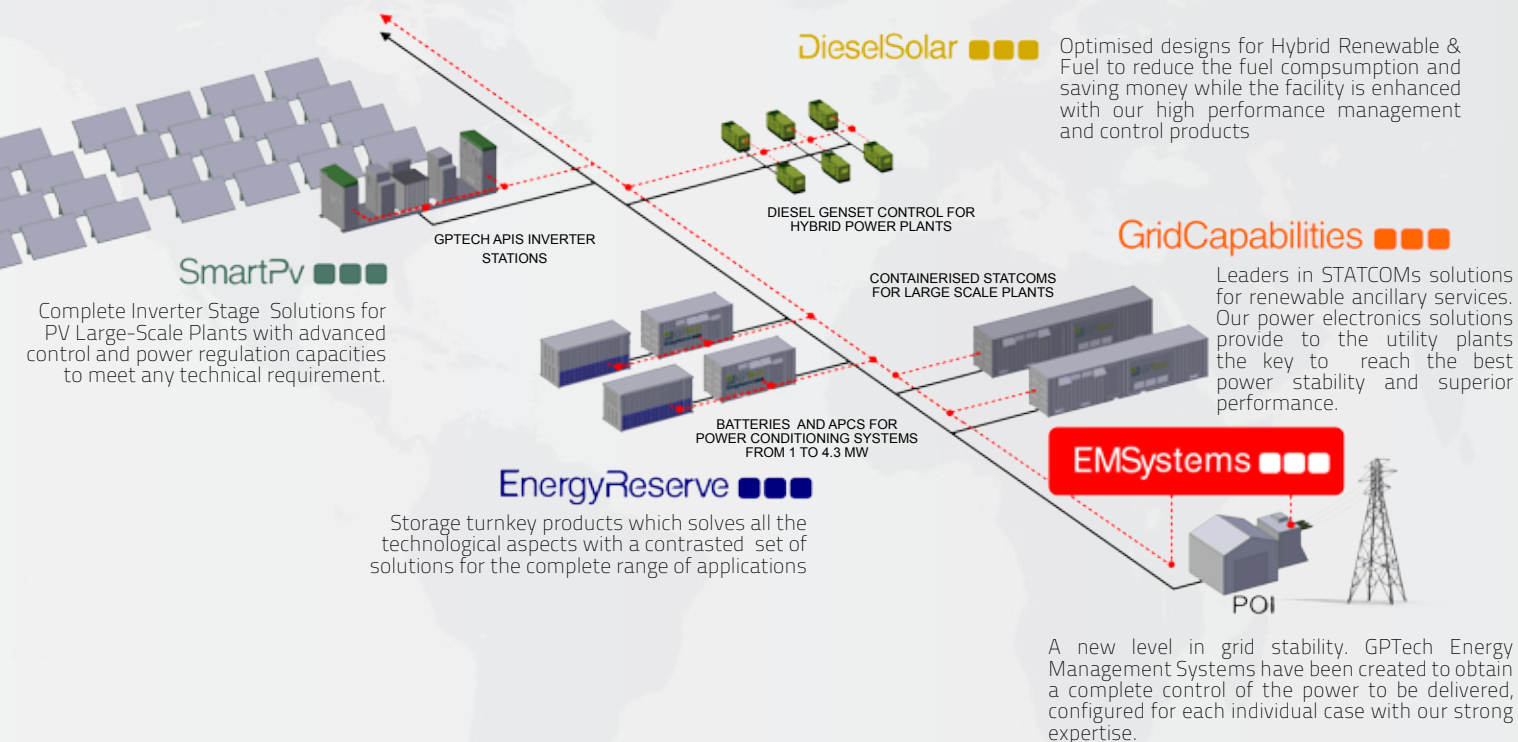 DieselSolar
Optimised designs for Hybrid Renewable &
Fuel to reduce the fuel compsumption and
saving money while the facility is enhanced
with our high performance management
and control products
DIESEL GENSET CONTROL FOR
HYBRID POWER PLANTS
GPTECH APIS INVERTER
STATIONS
SmartPv
Complete Inverter Stage Solutions for
PV Large-Scale Plants with advanced
control and power regulation capacities
to meet any technical requirement.
GridCapabilities
Leaders in STATCOMs solutions
for renewable ancillary services.
Our power electronics solutions
provide to the utility plants
the key to reach the best
power stability and superior
performance.
CONTAINERISED STATCOMS
FOR LARGE SCALE PLANTS
BATTERIES AND APCS FOR
POWER CONDITIONING SYSTEMS
FROM 1 TO 4.3 MW
EnergyReserve
Storage turnkey products which solves all the
technological aspects with a contrasted set of
solutions for the complete range of applications
EMSystems
POI
A new level in grid stability. GPTech Energy
Management Systems have been created to obtain
a complete control of the power to be delivered,
configured for each individual case with our strong
expertise.